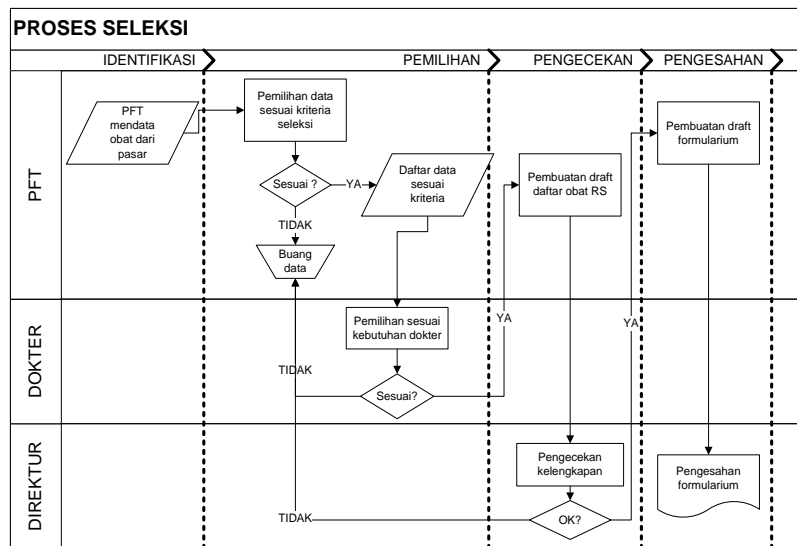 PROSES SELEKSI
IDENTIFIKASI
PEMILIHAN
PENGECEKAN
PENGESAHAN
PFT
PFT
mendata
obat dari
pasar
Pemilihan data
sesuai kriteria
seleksi
Sesuai ?
YA
Daftar data
sesuai
kriteria
TIDAK
Buang
data
Pembuatan draft
daftar obat RS
Pembuatan draft
formularium
DOKTER
Pemilihan sesuai
kebutuhan dokter
Sesuai?
TIDAK
YA
YA
DIREKTUR
Pengecekan
kelengkapan
OK?
TIDAK
Pengesahan
formularium